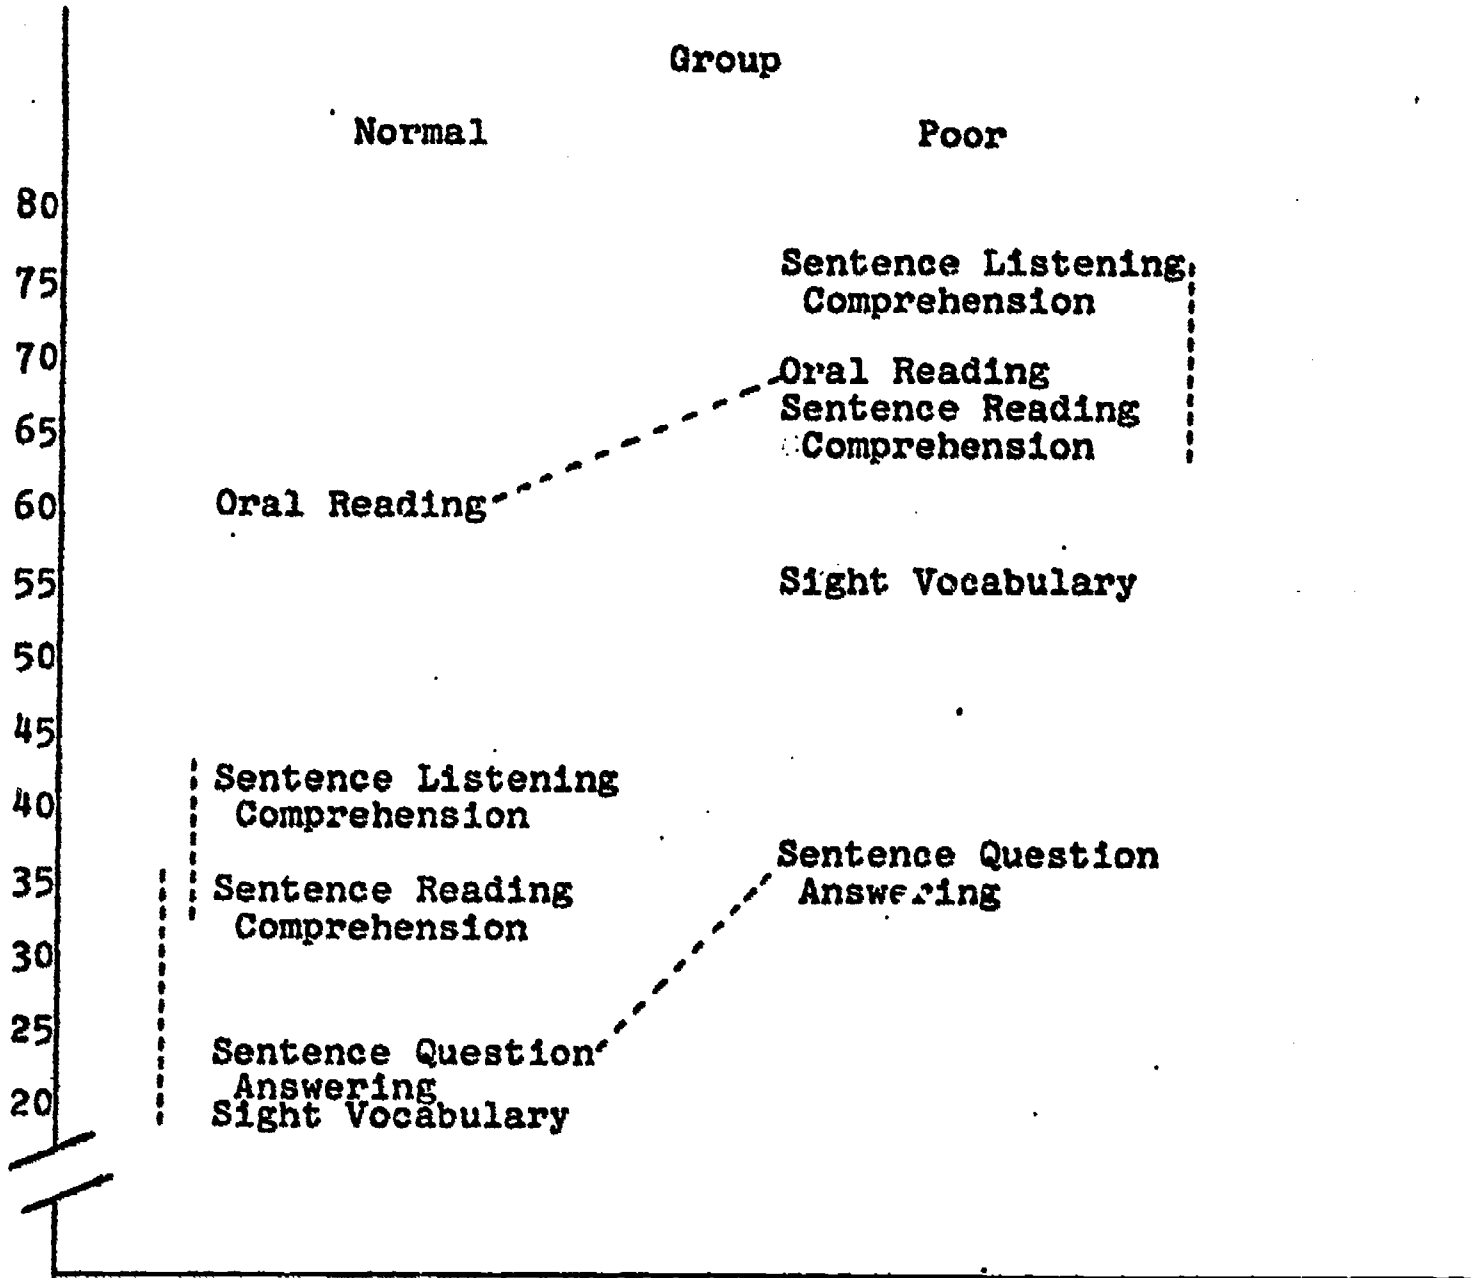 Group
Normal Poor
80
75
70
65
60
55
50
45
40
35
30
25
20
Oral Reading
Sentence Listening
Comprehension
Sentence Reading
Comprehension
Sentence Question
Answering
Sight Vocabulary
Sentence Listening
Comprehension
Oral Reading
Sentence Reading
Comprehension
Sight Vocabulary
Sentence Question
Answering